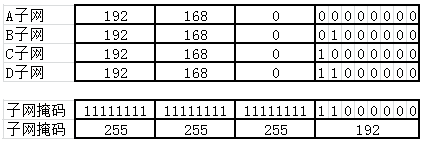 A子网 192 168 0 0 0 0 0 0 0 0 0
B子网 192 168 0 0 1 0 0 0 0 0 0
C子网 192 168 0 1 0 0 0 0 0 0 0
D子网 192 168 0 1 1 0 0 0 0 0 0
子网掩码 11111111 11111111 11111111 1 1 0 0 0 0 0 0
子网掩码 255 255 255 192